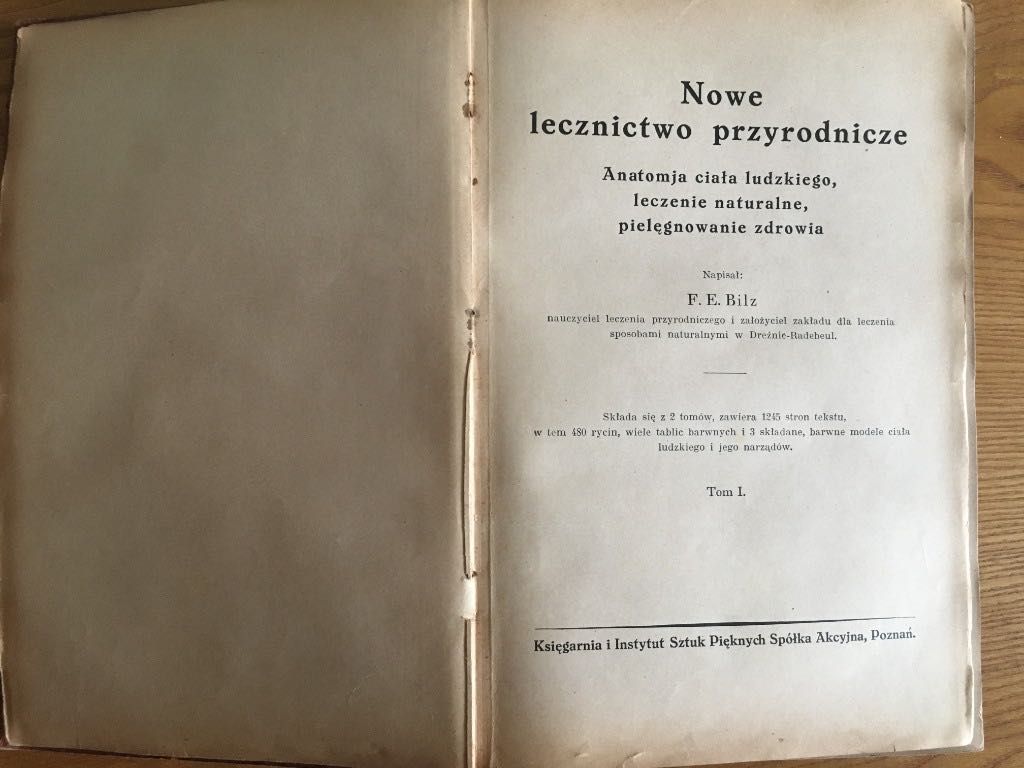 Nowe
lecznictwo przyrodnicze
Anatomja ciała ludzkiego,
leczenie naturalne,
pielęgnowanie zdrowia
Napisał:
F. E. Bilz
nauczyciel leczenia przyrodniczego i założyciel zakładu dla leczenia
sposobami naturalnymi w Dreźnie-Radebeul.
Składa się z 2 tomów, zawiera 1245 stron tekstu,
w tem 480 rycin, wiele tablic barwnych i 3 składane, barwne modele ciała
ludzkiego i jego narządów.
Tom I.
Księgarnia i Instytut Sztuk Pięknych Spółka Akcyjna, Poznań.